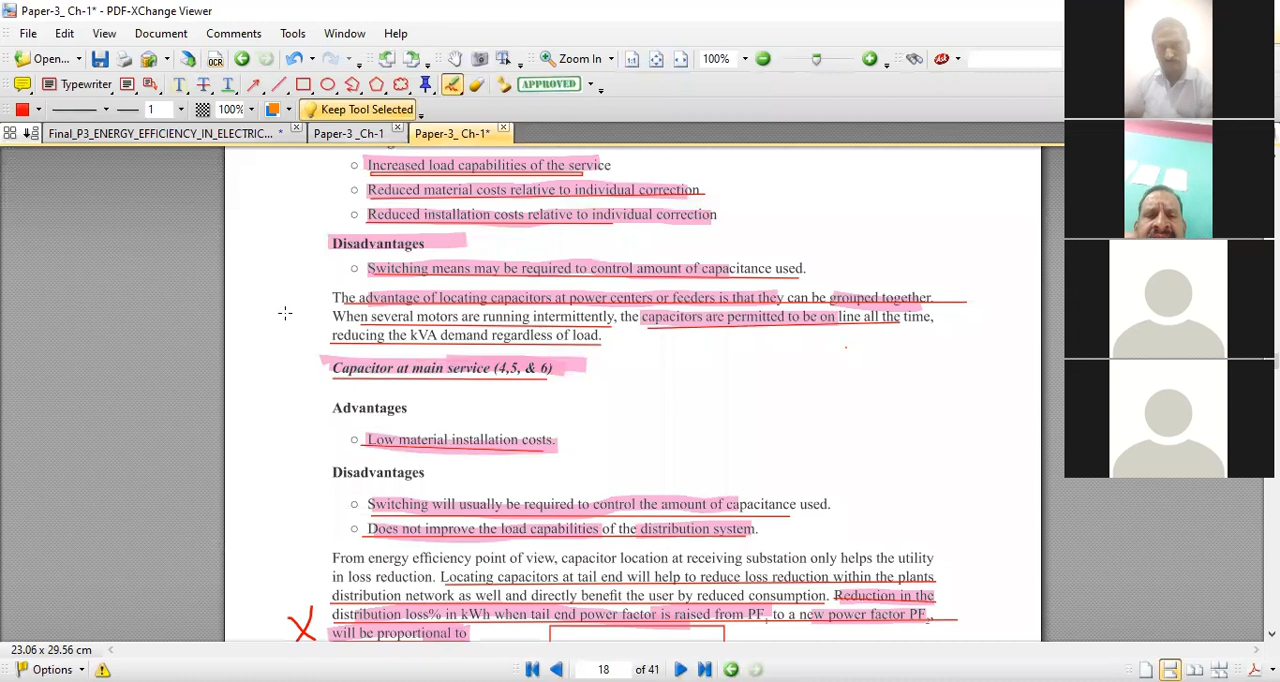 Paper-3_ Ch-1* - PDF-XChange Viewer
File Edit View Document Comments Tools Window Help
Open... OCR Zoom In 100%
Typewriter APPROVED
1 100% Keep Tool Selected
Final_P3_ENERGY_EFFICIENCY_IN_ELECTRIC... * Paper-3 _Ch-1 Paper-3_ Ch-1*
Increased load capabilities of the service
Reduced material costs relative to individual correction
Reduced installation costs relative to individual correction
Disadvantages
Switching means may be required to control amount of capacitance used.
The advantage of locating capacitors at power centers or feeders is that they can be grouped together.
When several motors are running intermittently, the capacitors are permitted to be on line all the time,
reducing the kVA demand regardless of load.
Capacitor at main service (4,5, & 6)
Advantages
Low material installation costs.
Disadvantages
Switching will usually be required to control the amount of capacitance used.
Does not improve the load capabilities of the distribution system.
From energy efficiency point of view, capacitor location at receiving substation only helps the utility
in loss reduction. Locating capacitors at tail end will help to reduce loss reduction within the plants
distribution network as well and directly benefit the user by reduced consumption. Reduction in the
distribution loss% in kWh when tail end power factor is raised from PF1 to a new power factor PF2,
will be proportional to
23.06 x 29.56 cm
Options 18 of 41